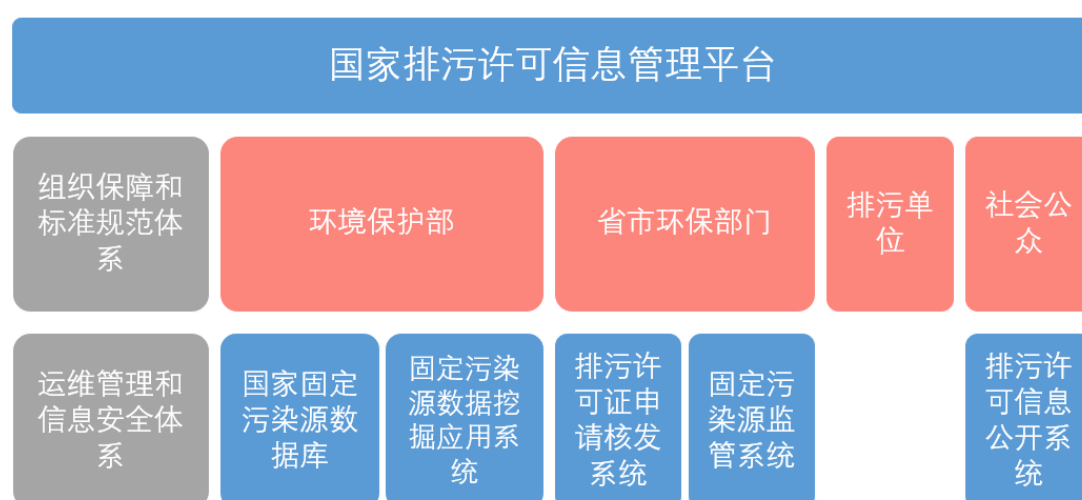 国家排污许可信息管理平台
组织保障和
标准规范体
系
环境保护部
省市环保部门
排污单
位
社会公
众
运维管理和
信息安全体
系
国家固定
污染源数
据库
固定污染
源数据挖
掘应用系
统
排污许
可证申
请核发
系统
固定污
染源监
管系统
排污许
可信息
公开系
统